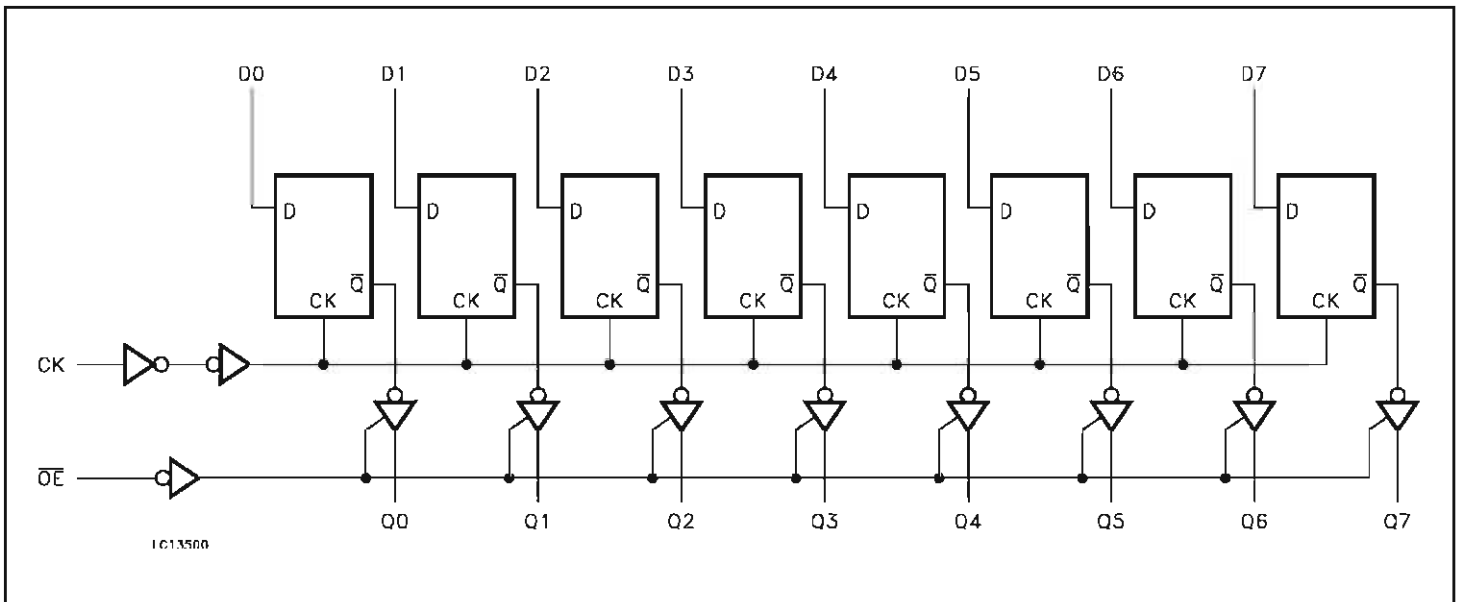 D0 D1 D2 D3 D4 D5 D6 D7
D D D D D D D D
Q̅ Q̅ Q̅ Q̅ Q̅ Q̅ Q̅ Q̅
CK CK CK CK CK CK CK CK
CK
O̅E̅
Q0 Q1 Q2 Q3 Q4 Q5 Q6 Q7
LC13500